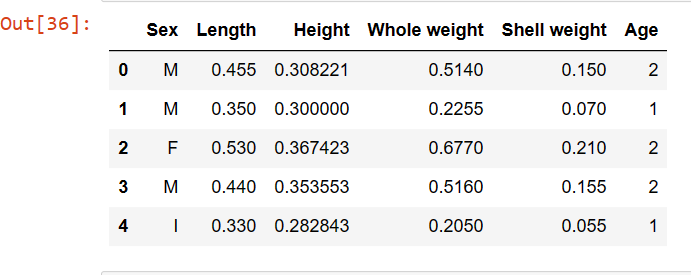 Out[36]:
Sex Length Height Whole weight Shell weight Age
0 M 0.455 0.308221 0.5140 0.150 2
1 M 0.350 0.300000 0.2255 0.070 1
2 F 0.530 0.367423 0.6770 0.210 2
3 M 0.440 0.353553 0.5160 0.155 2
4 I 0.330 0.282843 0.2050 0.055 1